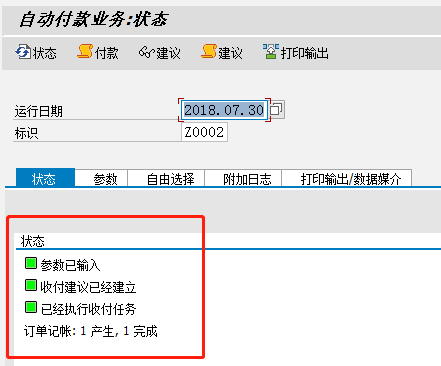 自动付款业务:状态
状态 付款 建议 建议 打印输出
运行日期 2018.07.30
标识 Z0002
状态 参数 自由选择 附加日志 打印输出/数据媒介
状态
参数已输入
收付建议已经建立
已经执行收付任务
订单记帐: 1 产生, 1 完成